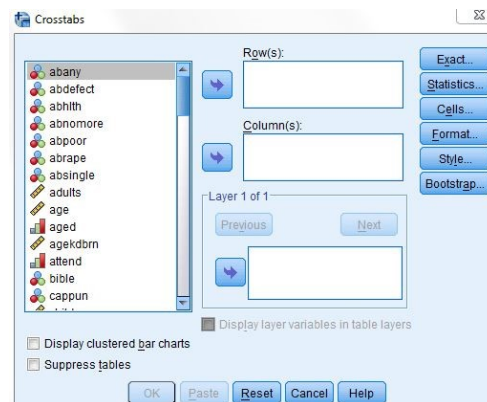 Crosstabs
abany
abdefect
abhlth
abnomore
abpoor
abrape
absingle
adults
age
aged
agekdbrn
attend
bible
cappun
Row(s):
Column(s):
Layer 1 of 1
Previous
Next
Display layer variables in table layers
Exact...
Statistics...
Cells...
Format...
Style...
Bootstrap...
Display clustered bar charts
Suppress tables
OK Paste Reset Cancel Help